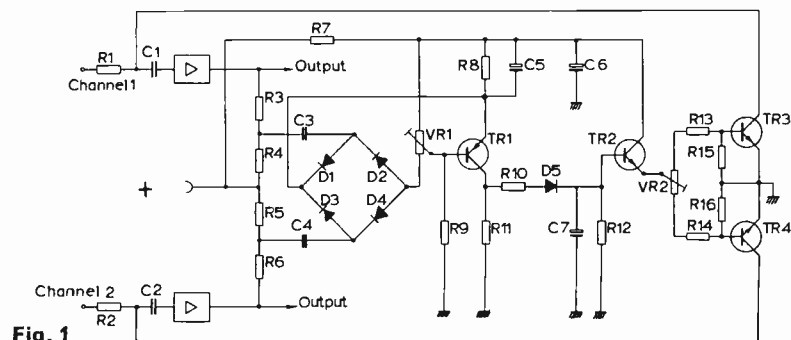 R7
R1
C1
Channel 1
Output
R3
R8
C5
C6
C3
R4
VR1
TR1
TR2
R13
TR3
D1
D2
R15
+
R10
D5
D3
D4
VR2
R5
R16
C4
R9
R11
C7
R12
R14
TR4
R6
Channel 2
C2
Output
R2
Fig. 1